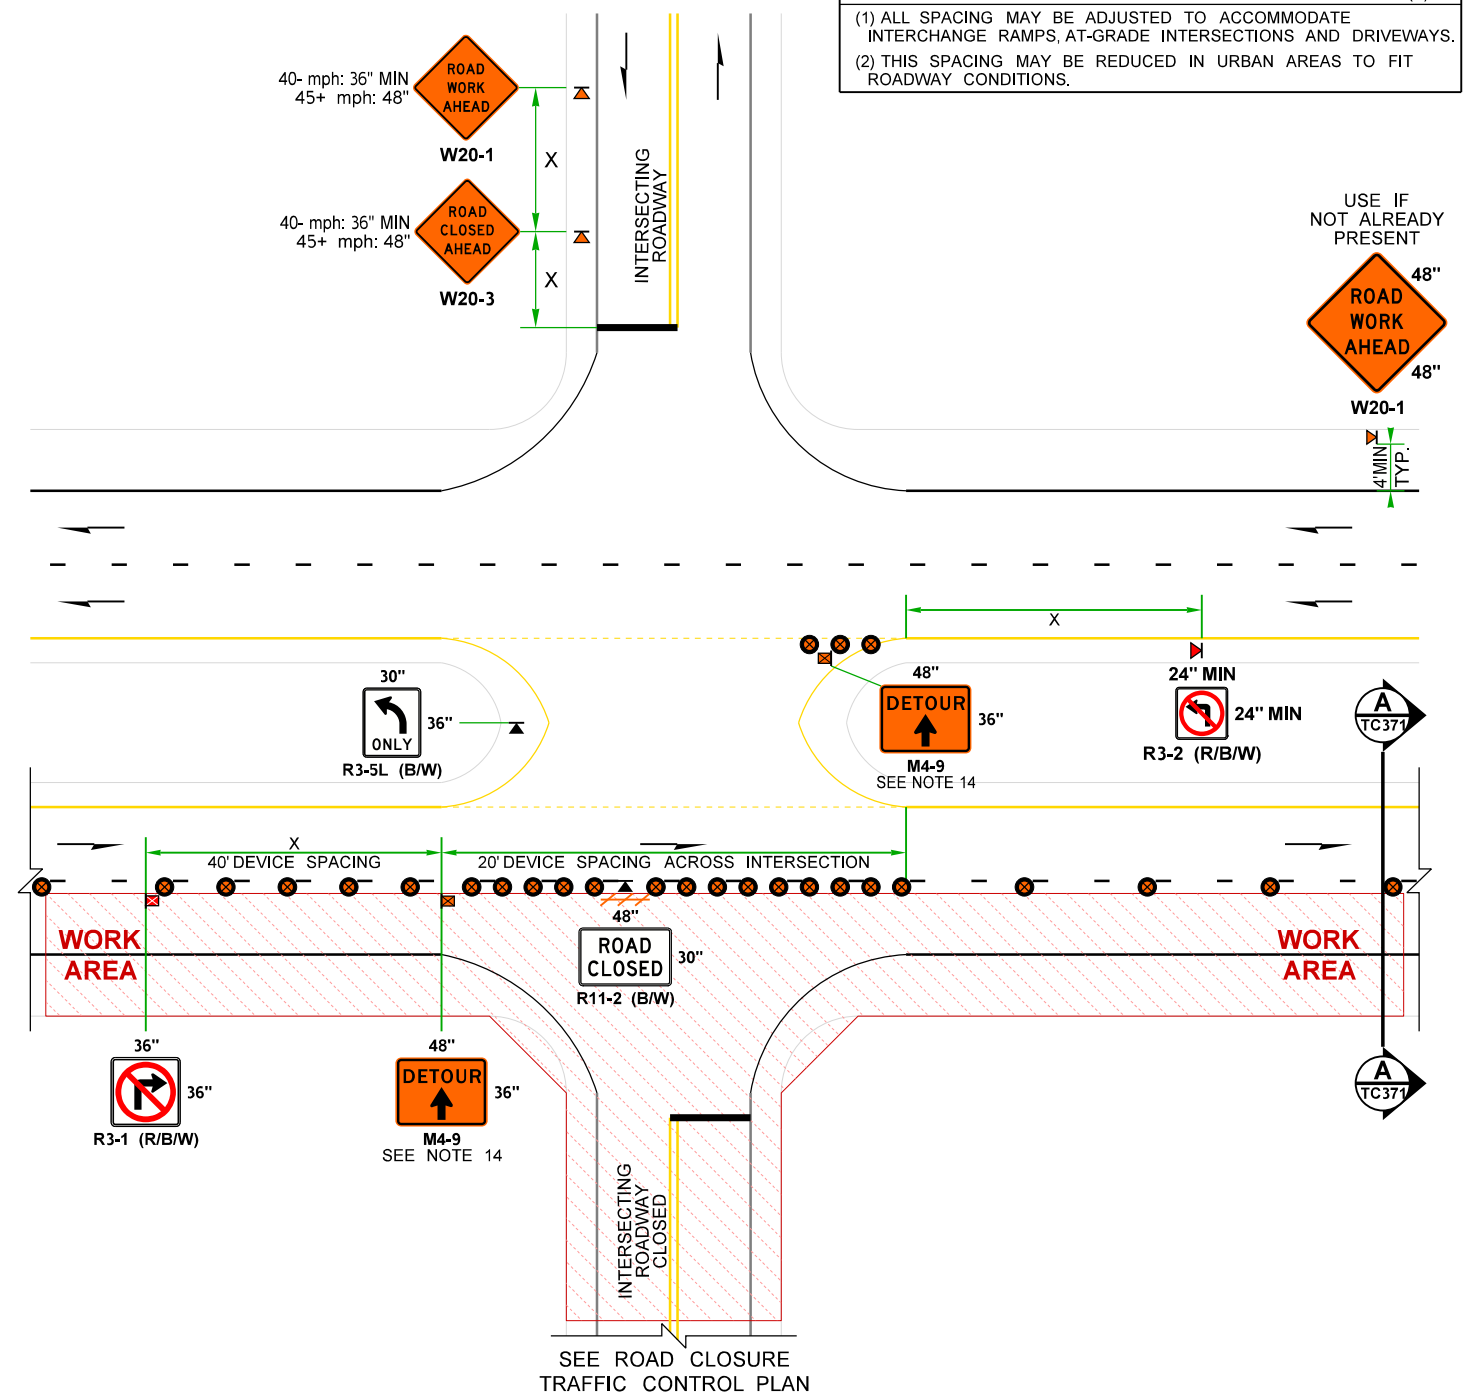 (1) ALL SPACING MAY BE ADJUSTED TO ACCOMMODATE
INTERCHANGE RAMPS, AT-GRADE INTERSECTIONS AND DRIVEWAYS.
(2) THIS SPACING MAY BE REDUCED IN URBAN AREAS TO FIT
ROADWAY CONDITIONS.
40- mph: 36" MIN
45+ mph: 48"
ROAD
WORK
AHEAD
W20-1
X
40- mph: 36" MIN
45+ mph: 48"
ROAD
CLOSED
AHEAD
W20-3
X
INTERSECTING
ROADWAY
USE IF
NOT ALREADY
PRESENT
48"
ROAD
WORK
AHEAD
48"
W20-1
4'MIN
TYP.
X
30"
36"
ONLY
R3-5L (B/W)
48"
DETOUR
36"
M4-9
SEE NOTE 14
24" MIN
24" MIN
R3-2 (R/B/W)
A
TC371
X
40' DEVICE SPACING
20' DEVICE SPACING ACROSS INTERSECTION
WORK
AREA
48"
ROAD
CLOSED
30"
R11-2 (B/W)
WORK
AREA
36"
36"
R3-1 (R/B/W)
48"
DETOUR
36"
M4-9
SEE NOTE 14
A
TC371
INTERSECTING
ROADWAY
CLOSED
SEE ROAD CLOSURE
TRAFFIC CONTROL PLAN